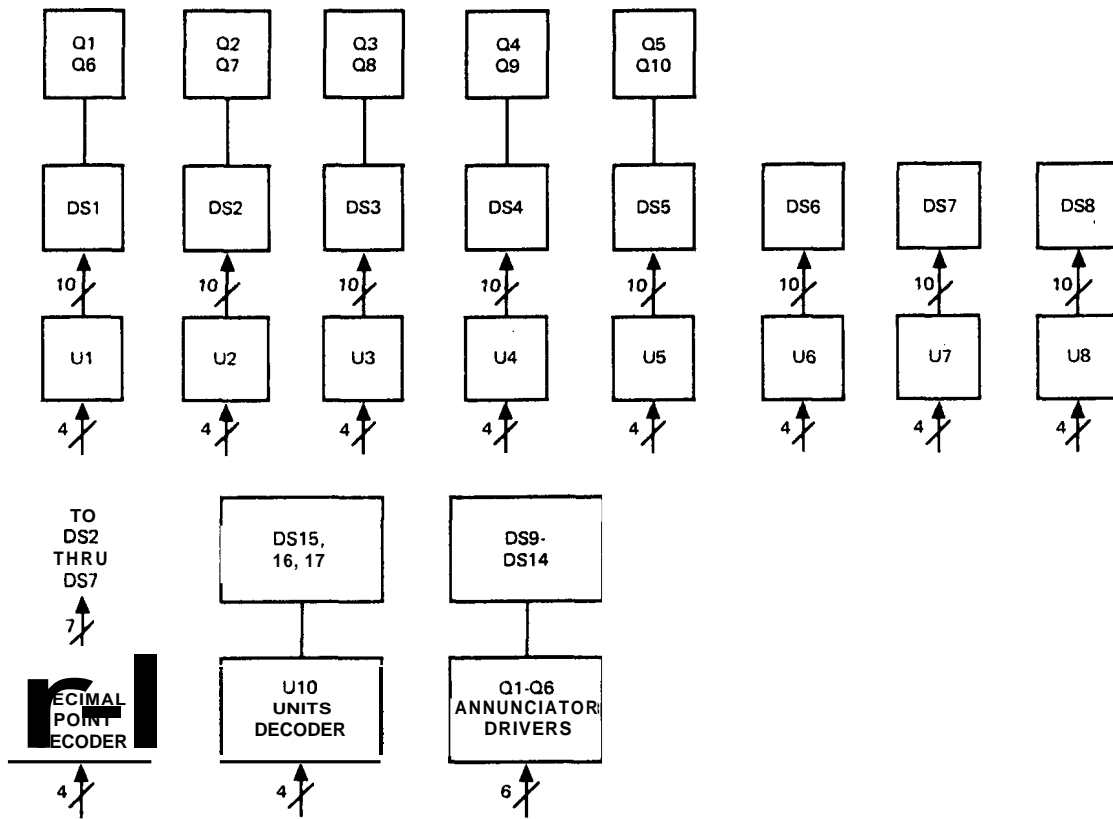 Q1 Q2 Q3 Q4 Q5
Q6 Q7 Q8 Q9 Q10
DS1 DS2 DS3 DS4 DS5 DS6 DS7 DS8
10 10 10 10 10 10 10 10
U1 U2 U3 U4 U5 U6 U7 U8
4 4 4 4 4 4 4 4
TO
DS2
THRU
DS7
7
ECIMAL
POINT
ECODER
4
DS15,
16, 17
U10
UNITS
DECODER
4
DS9-
DS14
Q1-Q6
ANNUNCIATOR
DRIVERS
6